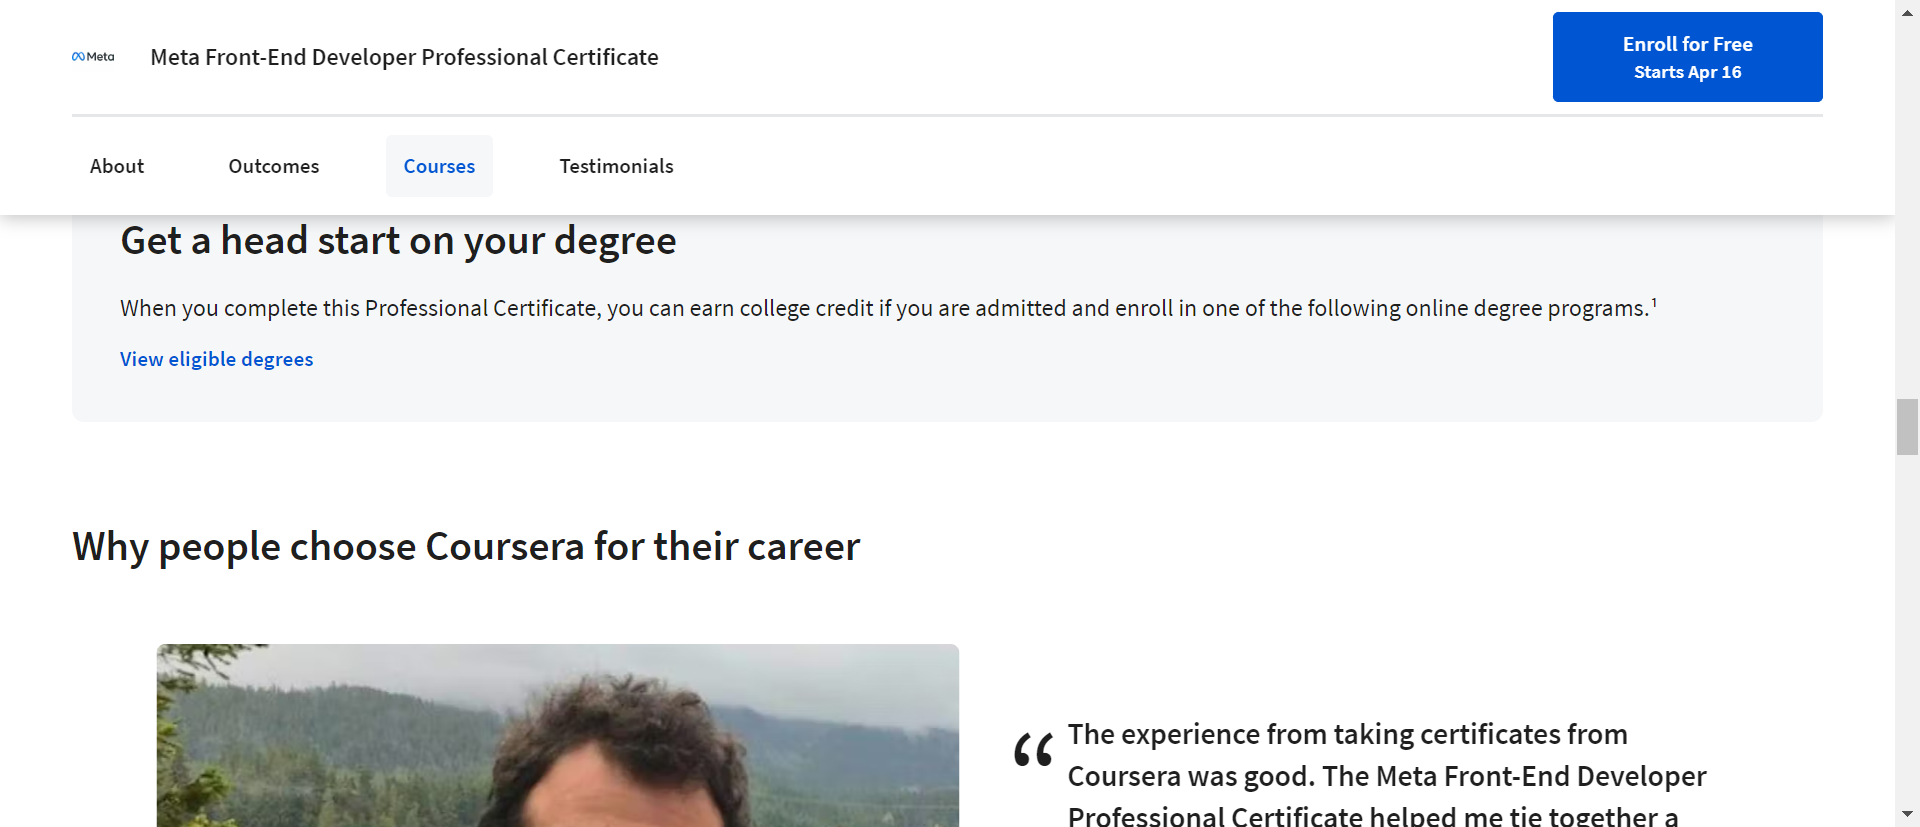 Meta
Meta Front-End Developer Professional Certificate
Enroll for Free
Starts Apr 16
About
Outcomes
Courses
Testimonials
Get a head start on your degree
When you complete this Professional Certificate, you can earn college credit if you are admitted and enroll in one of the following online degree programs.¹
View eligible degrees
Why people choose Coursera for their career
“ The experience from taking certificates from
Coursera was good. The Meta Front-End Developer
Professional Certificate helped me tie together a